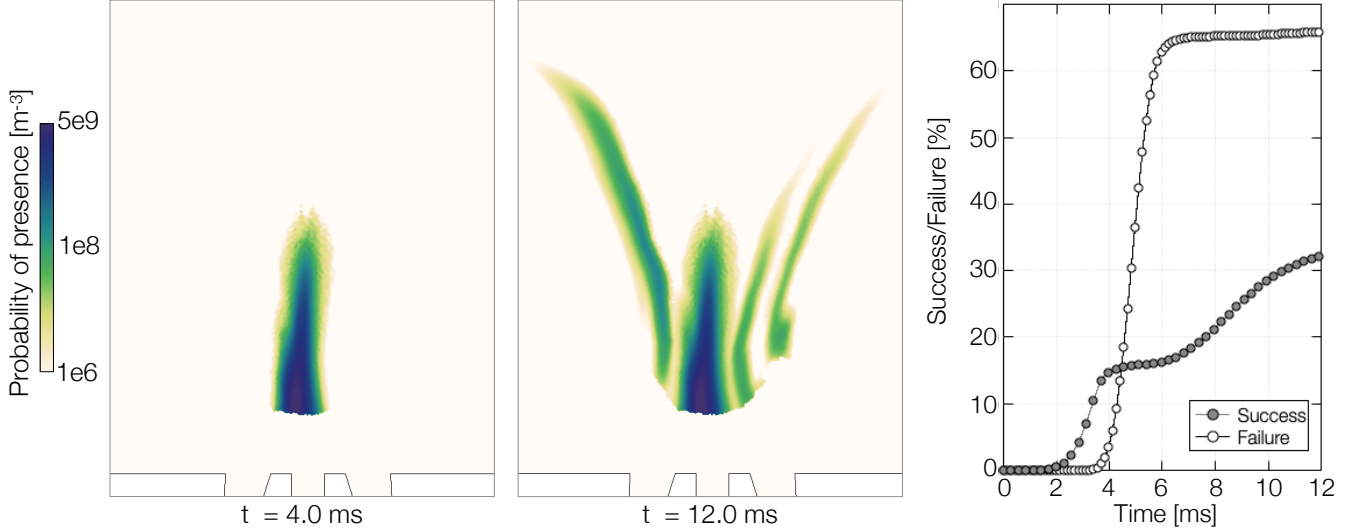 Probability of presence [m-3]
5e9
1e8
1e6
t = 4.0 ms
t = 12.0 ms
Success/Failure [%]
60
50
40
30
20
10
0
Success
Failure
0 2 4 6 8 10 12
Time [ms]